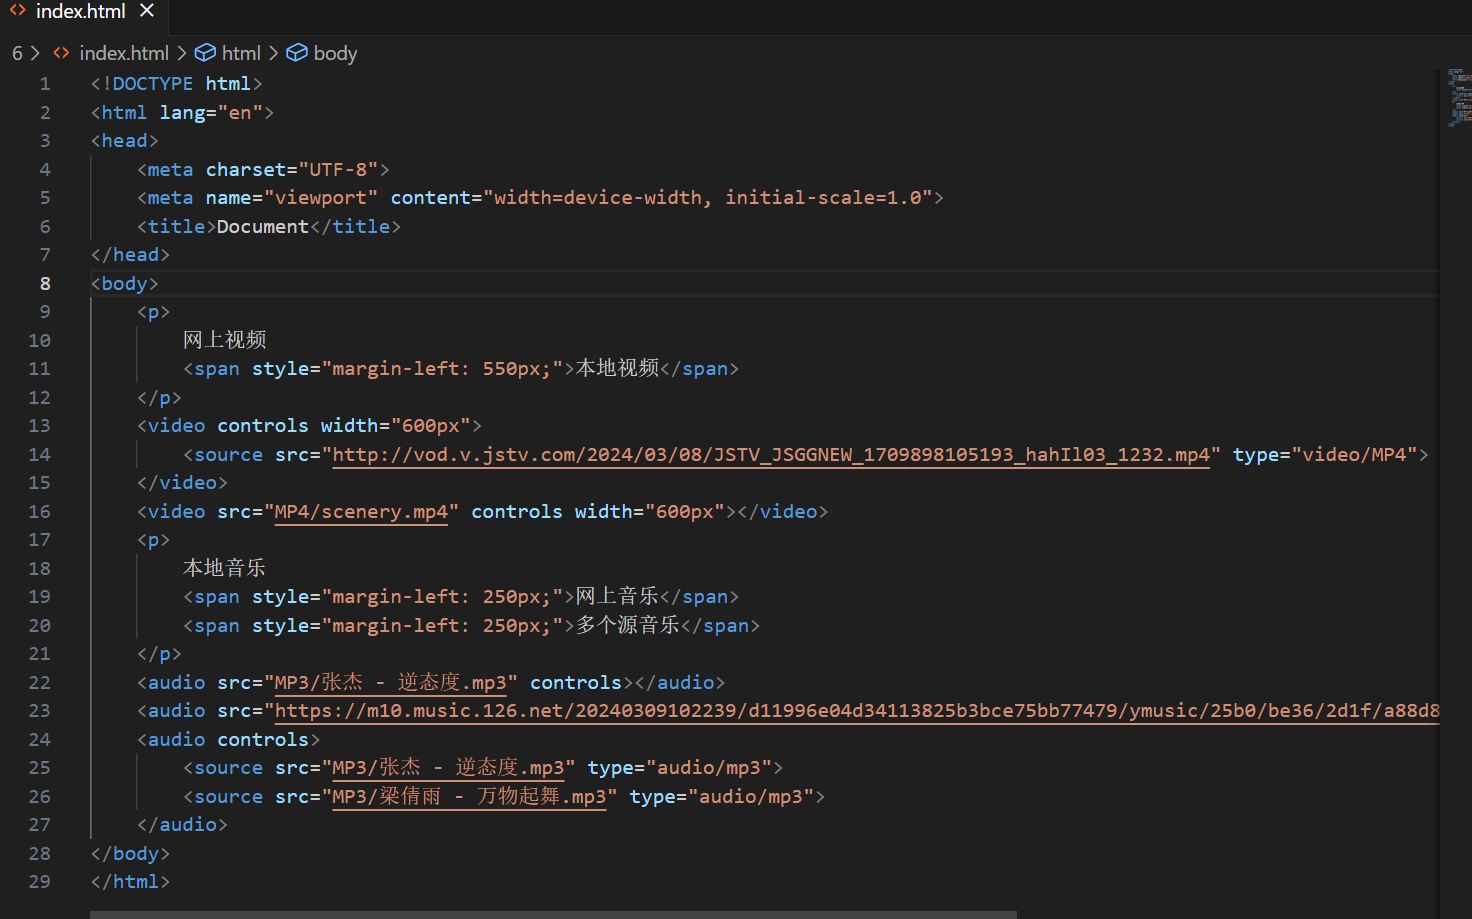 index.html
6 > index.html > html > body
1 <!DOCTYPE html>
2 <html lang="en">
3 <head>
4 <meta charset="UTF-8">
5 <meta name="viewport" content="width=device-width, initial-scale=1.0">
6 <title>Document</title>
7 </head>
8 <body>
9 <p>
10 网上视频
11 <span style="margin-left: 550px;">本地视频</span>
12 </p>
13 <video controls width="600px">
14 <source src="http://vod.v.jstv.com/2024/03/08/JSTV_JSGGNEW_1709898105193_hahIl03_1232.mp4" type="video/MP4">
15 </video>
16 <video src="MP4/scenery.mp4" controls width="600px"></video>
17 <p>
18 本地音乐
19 <span style="margin-left: 250px;">网上音乐</span>
20 <span style="margin-left: 250px;">多个源音乐</span>
21 </p>
22 <audio src="MP3/张杰 - 逆态度.mp3" controls></audio>
23 <audio src="https://m10.music.126.net/20240309102239/d11996e04d34113825b3bce75bb77479/ymusic/25b0/be36/2d1f/a88d8
24 <audio controls>
25 <source src="MP3/张杰 - 逆态度.mp3" type="audio/mp3">
26 <source src="MP3/梁倩雨 - 万物起舞.mp3" type="audio/mp3">
27 </audio>
28 </body>
29 </html>